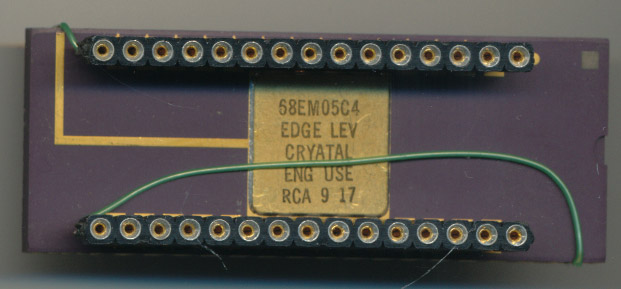 68EM05C4
EDGE LEV
CRYATAL
ENG USE
RCA 9 17